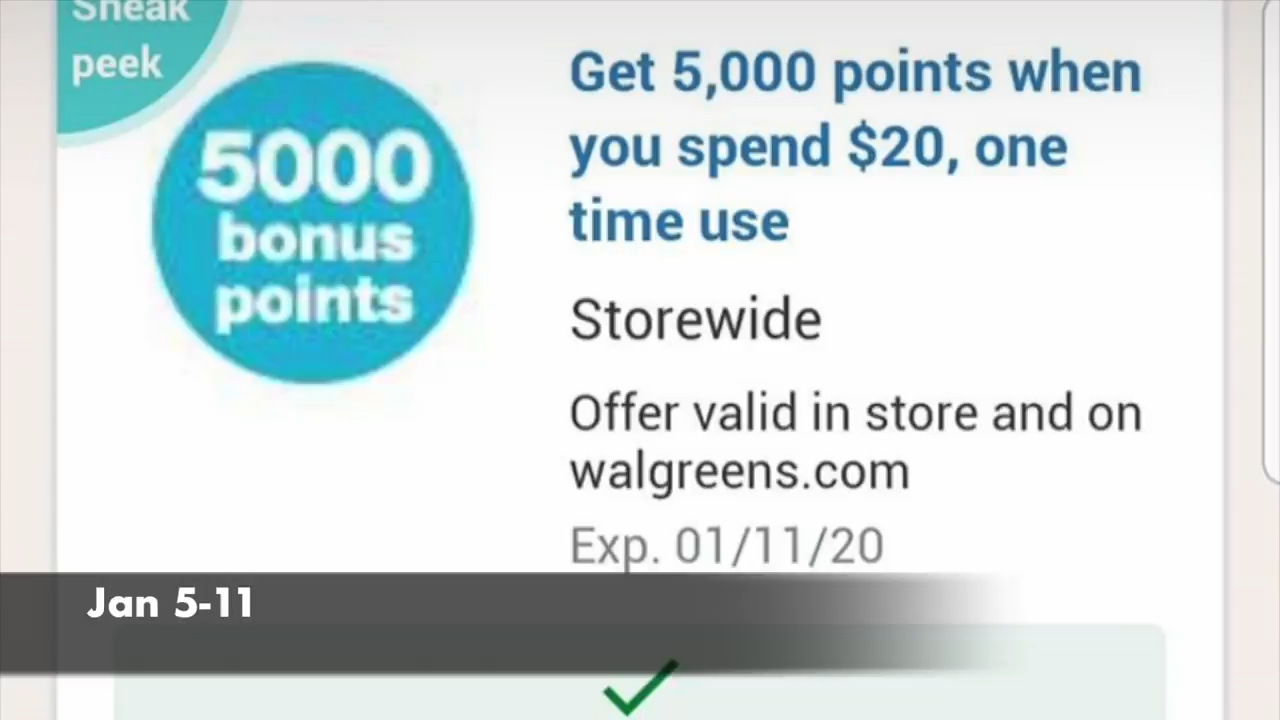 Sneak
peek
5000
bonus
points
Get 5,000 points when
you spend $20, one
time use
Storewide
Offer valid in store and on
walgreens.com
Exp. 01/11/20
Jan 5-11